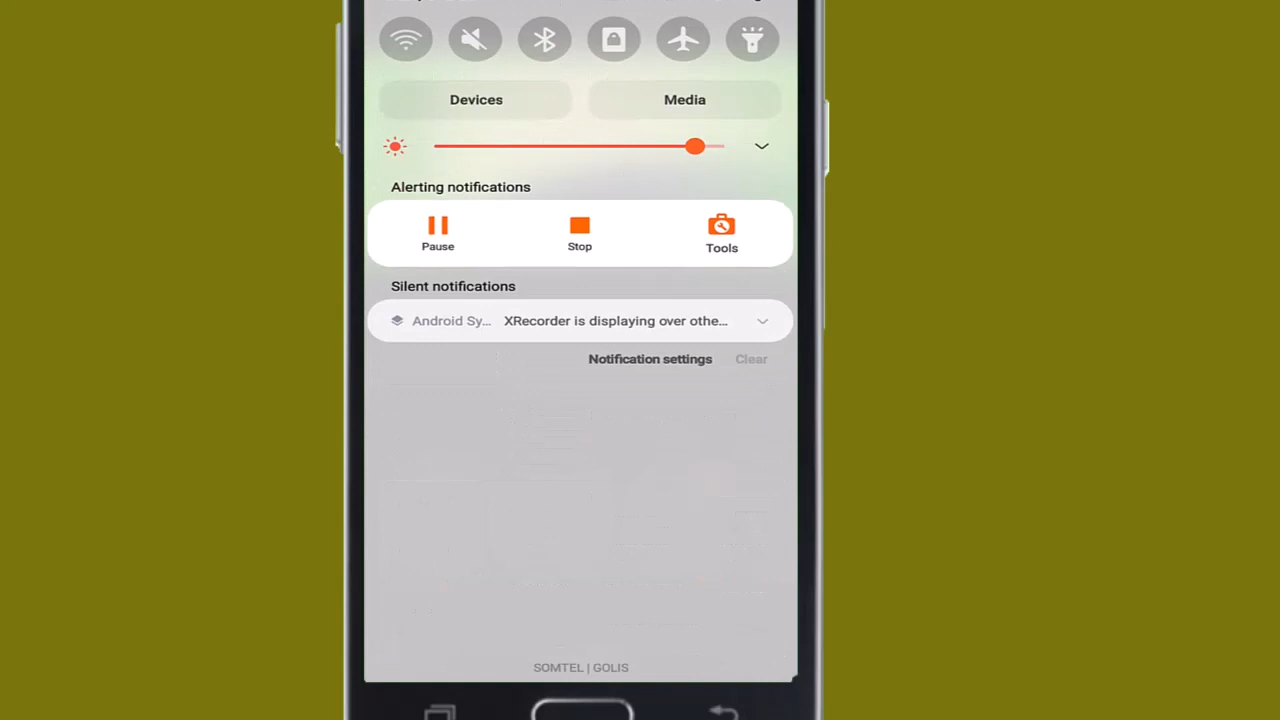 Devices
Media
Alerting notifications
Pause
Stop
Tools
Silent notifications
Android Sy... XRecorder is displaying over othe...
Notification settings
Clear
SOMTEL | GOLIS